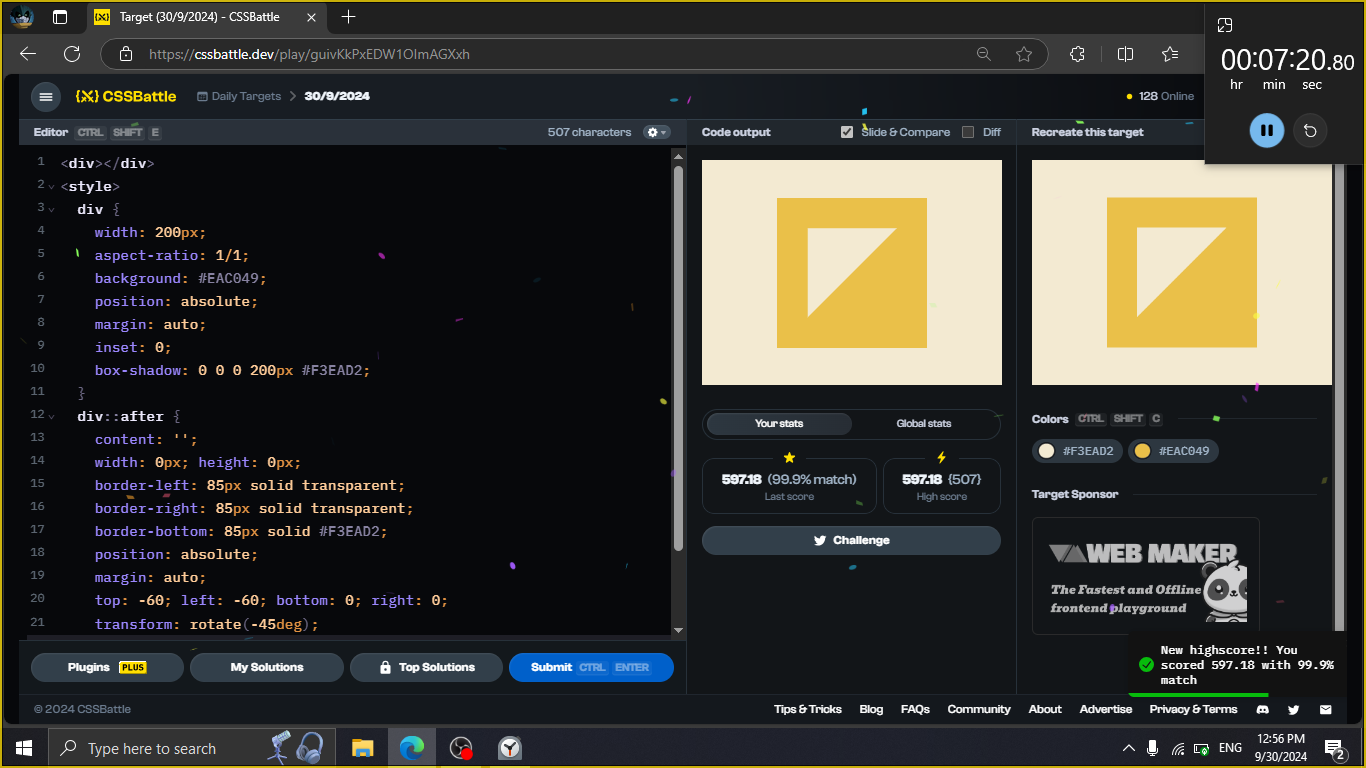 Target (30/9/2024) - CSSBattle
https://cssbattle.dev/play/guivKkPxEDW1OImAGXxh
00:07:20.80
hr min sec
CSSBattle
Daily Targets
30/9/2024
128 Online
Editor CTRL SHIFT E
507 characters
Code output
Slide & Compare
Diff
Recreate this target
1 <div></div>
2 <style>
3 div {
4 width: 200px;
5 aspect-ratio: 1/1;
6 background: #EAC049;
7 position: absolute;
8 margin: auto;
9 inset: 0;
10 box-shadow: 0 0 0 200px #F3EAD2;
11 }
12 div::after {
13 content: '';
14 width: 0px; height: 0px;
15 border-left: 85px solid transparent;
16 border-right: 85px solid transparent;
17 border-bottom: 85px solid #F3EAD2;
18 position: absolute;
19 margin: auto;
20 top: -60; left: -60; bottom: 0; right: 0;
21 transform: rotate(-45deg);
Your stats
Global stats
597.18 (99.9% match)
Last score
597.18 {507}
High score
Challenge
Colors CTRL SHIFT C
#F3EAD2
#EAC049
Target Sponsor
WEB MAKER
The Fastest and Offline
frontend playground
New highscore!! You
scored 597.18 with 99.9%
match
Plugins PLUS
My Solutions
Top Solutions
Submit CTRL ENTER
© 2024 CSSBattle
Tips & Tricks
Blog
FAQs
Community
About
Advertise
Privacy & Terms
Type here to search
ENG
12:56 PM
9/30/2024
2